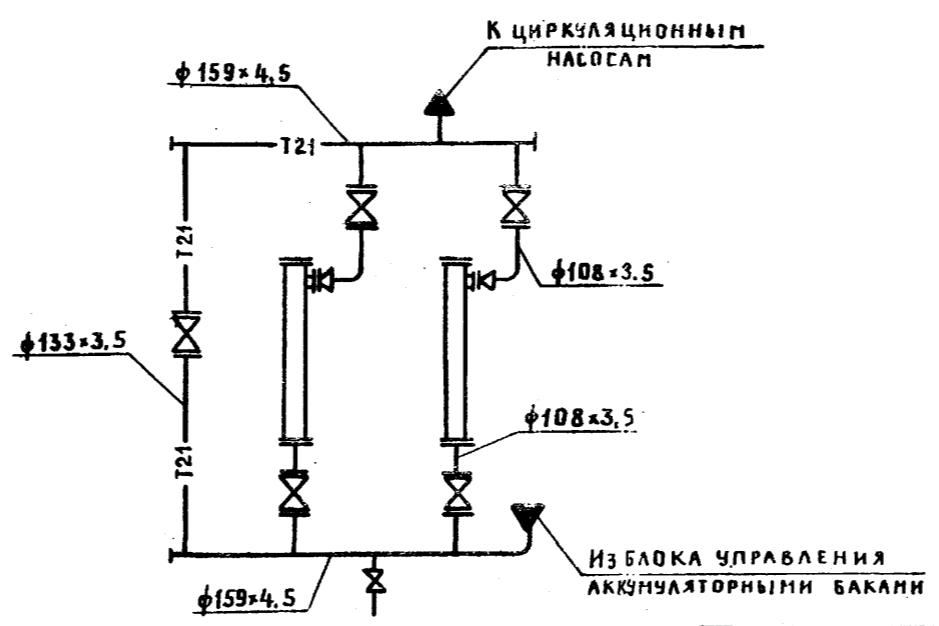 К ЦИРКУЛЯЦИОННЫМ
НАСОСАМ
ф159×4,5
Т21
Т21
ф108×3.5
ф133×3,5
ф108×3,5
Т21
ИЗ БЛОКА УПРАВЛЕНИЯ
АККУМУЛЯТОРНЫМИ БАКАМИ
ф159×4.5